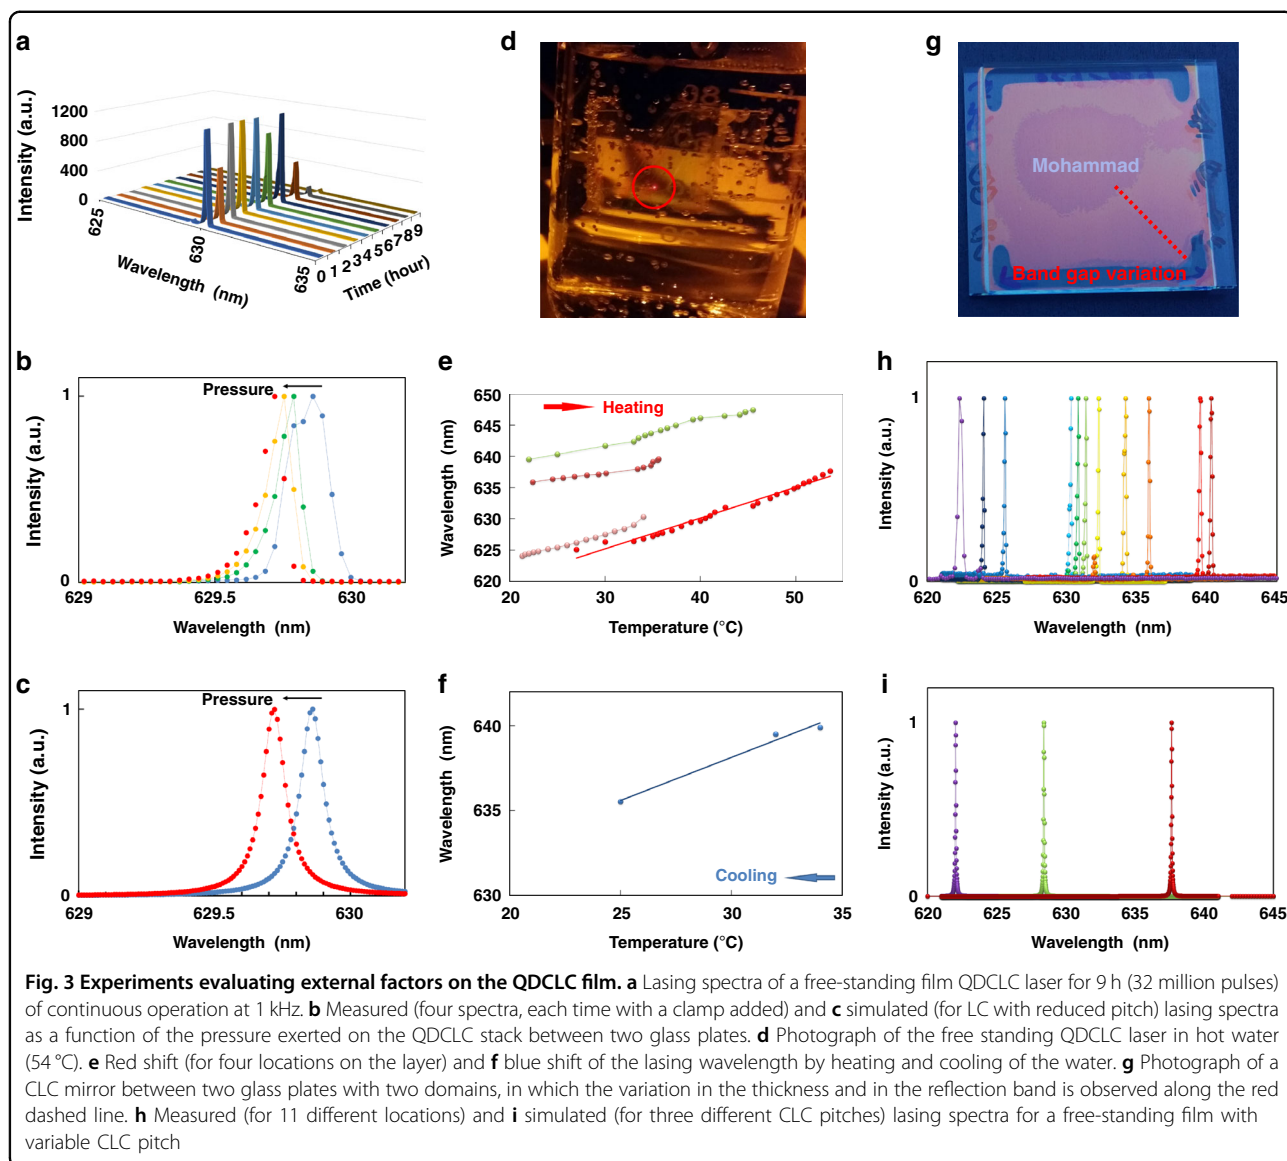 a
Intensity (a.u.)
1200
800
400
0
625
630
635
Wavelength (nm)
0 1 2 3 4 5 6 7 8 9
Time (hour)
d
g
Mohammad
Band gap variation
b
Pressure
Intensity (a.u.)
1
0
629
629.5
630
Wavelength (nm)
e
Heating
Wavelength (nm)
650
645
640
635
630
625
620
20
30
40
50
Temperature (°C)
h
Intensity (a.u.)
1
0
620
625
630
635
640
645
Wavelength (nm)
c
Pressure
Intensity (a.u.)
1
0
629
629.5
630
Wavelength (nm)
f
Cooling
Wavelength (nm)
640
635
630
20
25
30
35
Temperature (°C)
i
Intensity (a.u.)
1
0
620
625
630
635
640
645
Wavelength (nm)
Fig. 3 Experiments evaluating external factors on the QDCLC film. a Lasing spectra of a free-standing film QDCLC laser for 9 h (32 million pulses)
of continuous operation at 1 kHz. b Measured (four spectra, each time with a clamp added) and c simulated (for LC with reduced pitch) lasing spectra
as a function of the pressure exerted on the QDCLC stack between two glass plates. d Photograph of the free standing QDCLC laser in hot water
(54 °C). e Red shift (for four locations on the layer) and f blue shift of the lasing wavelength by heating and cooling of the water. g Photograph of a
CLC mirror between two glass plates with two domains, in which the variation in the thickness and in the reflection band is observed along the red
dashed line. h Measured (for 11 different locations) and i simulated (for three different CLC pitches) lasing spectra for a free-standing film with
variable CLC pitch